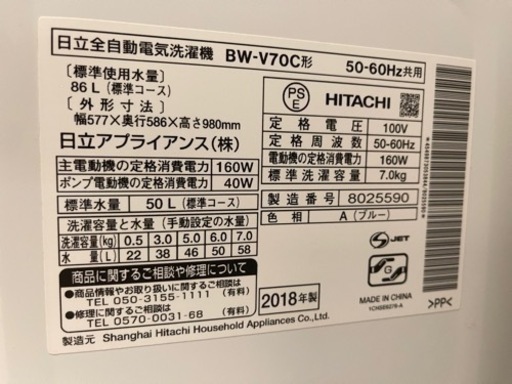 日立全自動電気洗濯機 BW-V70C形 50-60Hz共用
〔標準使用水量〕
86L（標準コース）
〔外形寸法〕
幅577×奥行586×高さ980mm
日立アプライアンス（株）
主電動機の定格消費電力 160W
ポンプ電動機の定格消費電力 40W
標準水量 50L（標準コース）
洗濯容量と水量（手動設定の水量）
洗濯容量(kg) 0.5 3.0 5.0 6.0 7.0
水量(L) 22 38 46 50 58
商品に関するご相談や修理について
●商品のご相談やお取り扱いに関するご相談は
TEL 050-3155-1111（有料）
●修理に関するご相談は
TEL 0570-0031-68（有料）
製造元 Shanghai Hitachi Household Appliances Co.,Ltd.
PS
E
HITACHI
定格電圧 100V
定格周波数 50-60Hz
電動機の定格消費電力 160W
標準洗濯容量 7.0kg
製造番号 8025590
色相 A（ブルー）
S JET
G
2018年製
MADE IN CHINA
>PP<